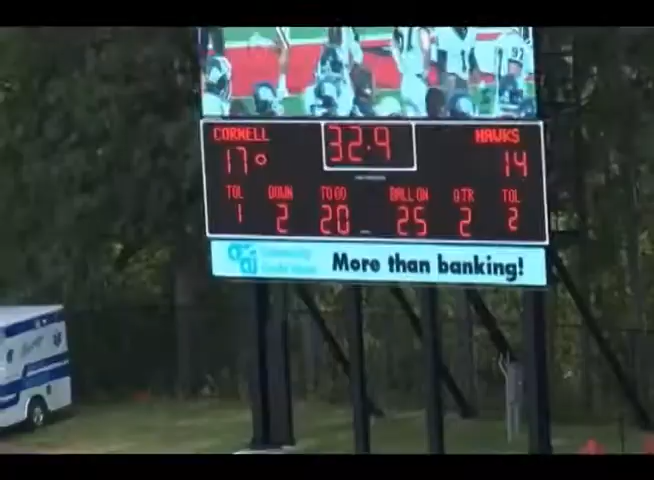 CORNELL 32.9 HAWKS
17 14
TOL DOWN TO GO BALL ON QTR TOL
1 2 20 25 2 2
More than banking!